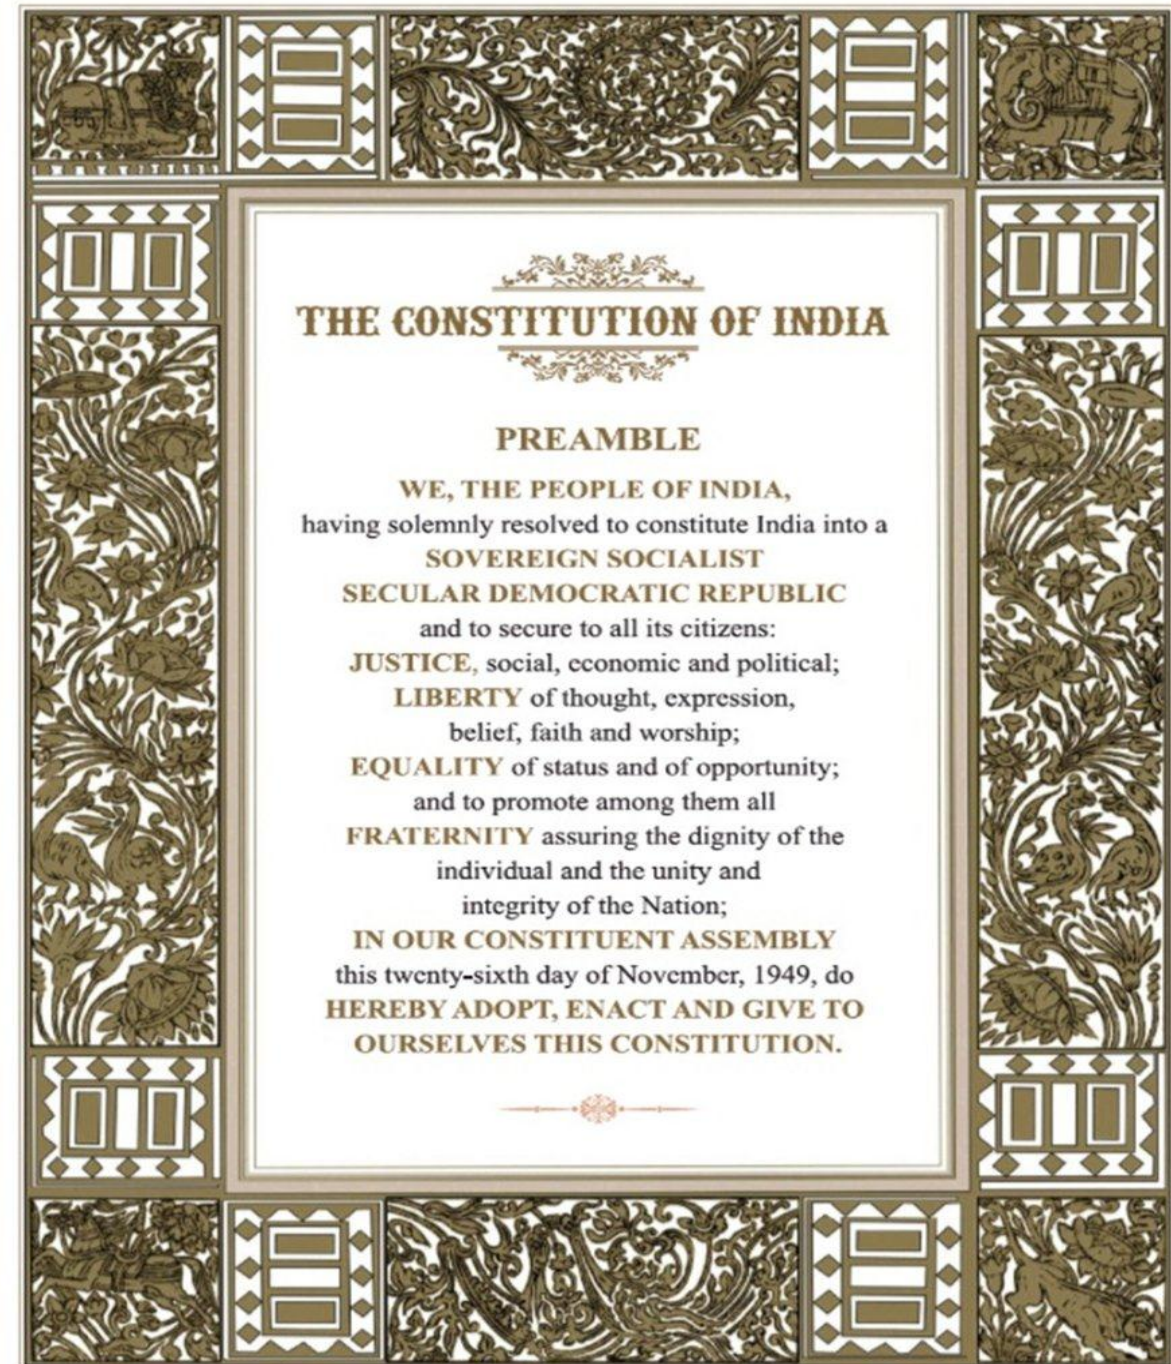 THE CONSTITUTION OF INDIA
PREAMBLE
WE, THE PEOPLE OF INDIA,
having solemnly resolved to constitute India into a
SOVEREIGN SOCIALIST
SECULAR DEMOCRATIC REPUBLIC
and to secure to all its citizens:
JUSTICE, social, economic and political;
LIBERTY of thought, expression,
belief, faith and worship;
EQUALITY of status and of opportunity;
and to promote among them all
FRATERNITY assuring the dignity of the
individual and the unity and
integrity of the Nation;
IN OUR CONSTITUENT ASSEMBLY
this twenty-sixth day of November, 1949, do
HEREBY ADOPT, ENACT AND GIVE TO
OURSELVES THIS CONSTITUTION.